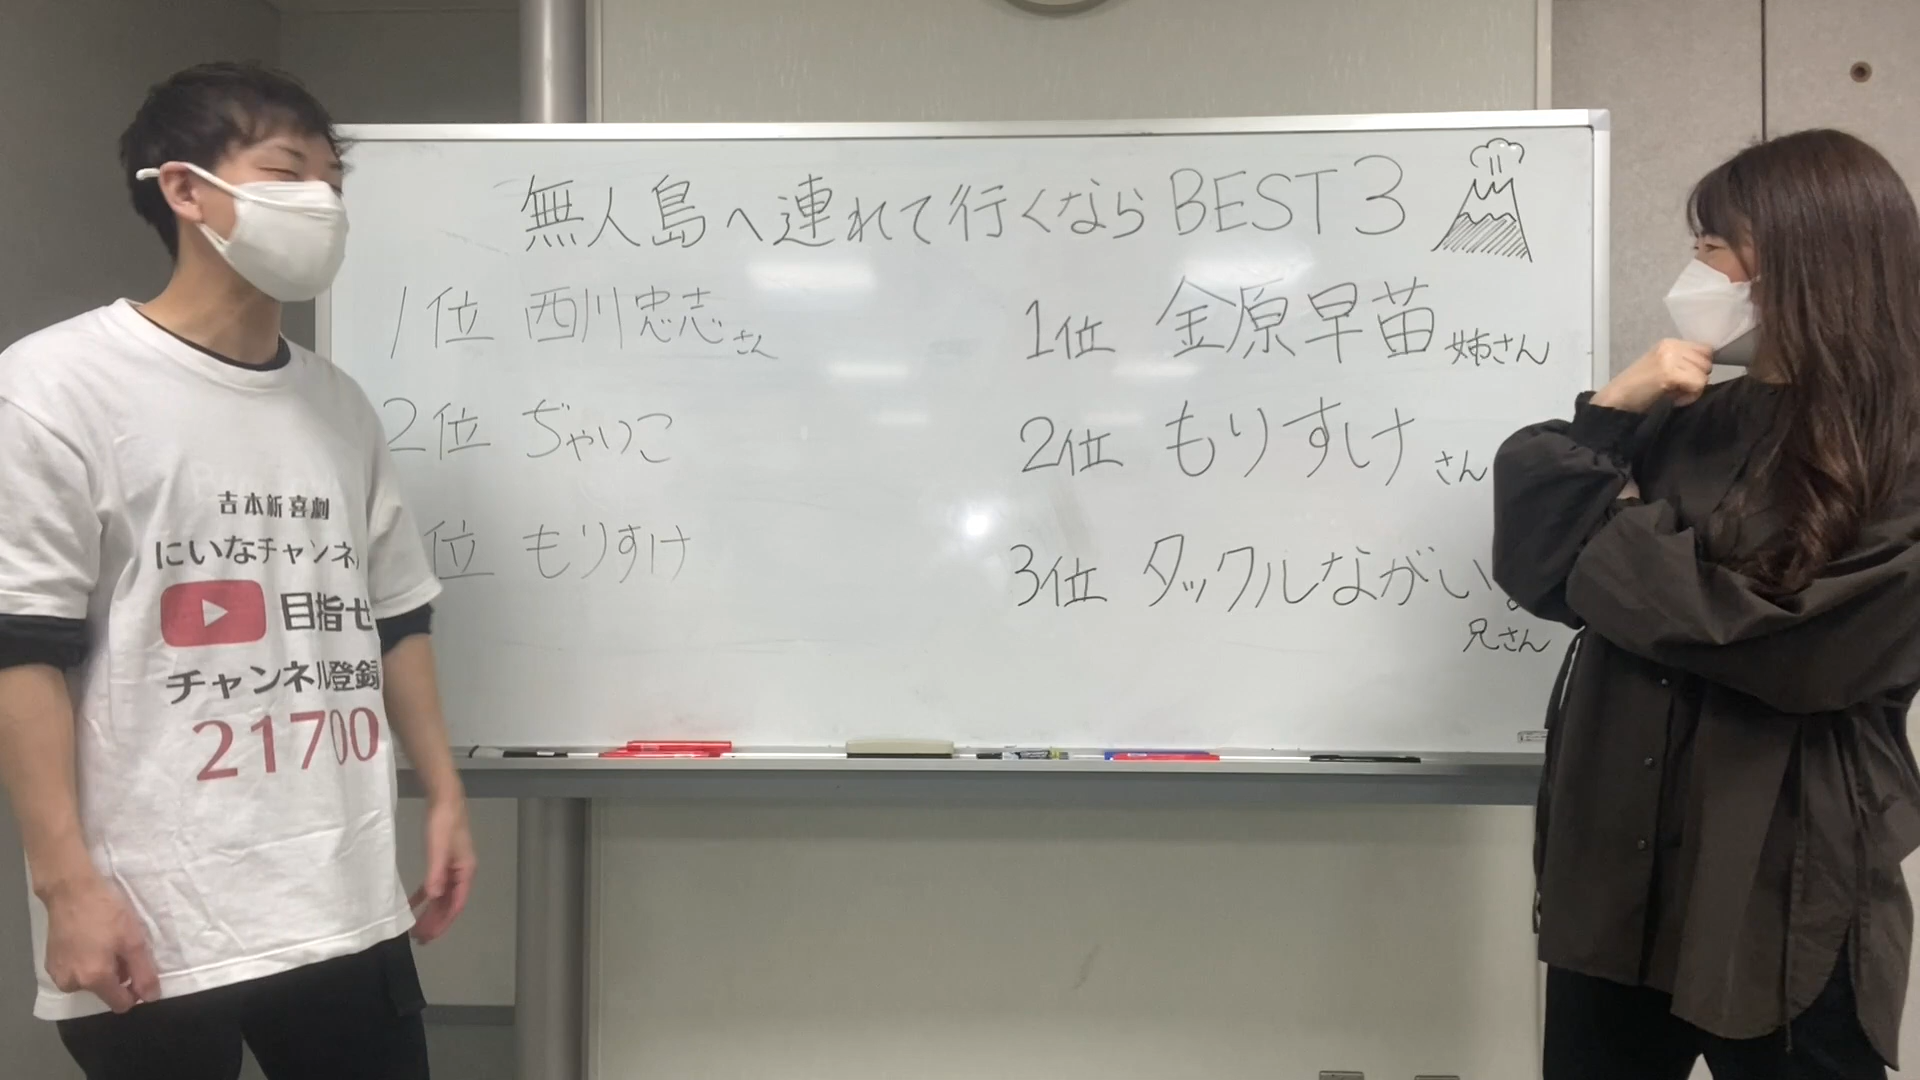 無人島へ連れて行くなら BEST 3
1位 西川忠志さん
2位 ぢゃいこ
位 もりすけ
1位 金原早苗 姉さん
2位 もりすけ さん
3位 タックルながい
兄さん
吉本新喜劇
にいなチャンネル
目指せ
チャンネル登録
21700